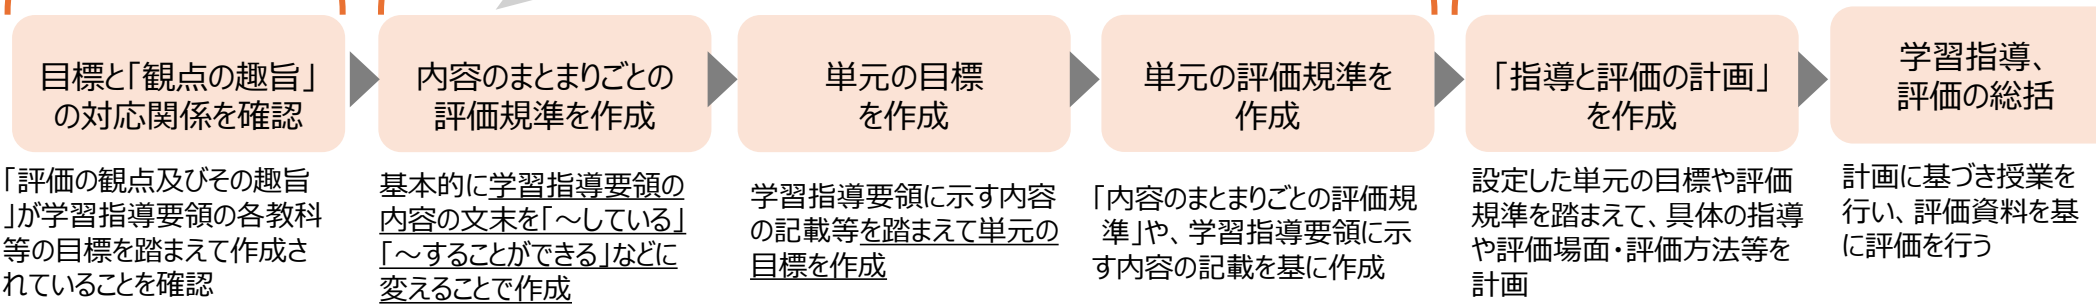 目標と「観点の趣旨」
の対応関係を確認
内容のまとまりごとの
評価規準を作成
単元の目標
を作成
単元の評価規準を
作成
「指導と評価の計画」
を作成
学習指導、
評価の総括
「評価の観点及びその趣旨
」が学習指導要領の各教科
等の目標を踏まえて作成さ
れていることを確認
基本的に学習指導要領の
内容の文末を「~している」
「~することができる」などに
変えることで作成
学習指導要領に示す内容
の記載等を踏まえて単元の
目標を作成
「内容のまとまりごとの評価規
準」や、学習指導要領に示
す内容の記載を基に作成
設定した単元の目標や評価
規準を踏まえて、具体の指導
や評価場面・評価方法等を
計画
計画に基づき授業を
行い、評価資料を基
に評価を行う